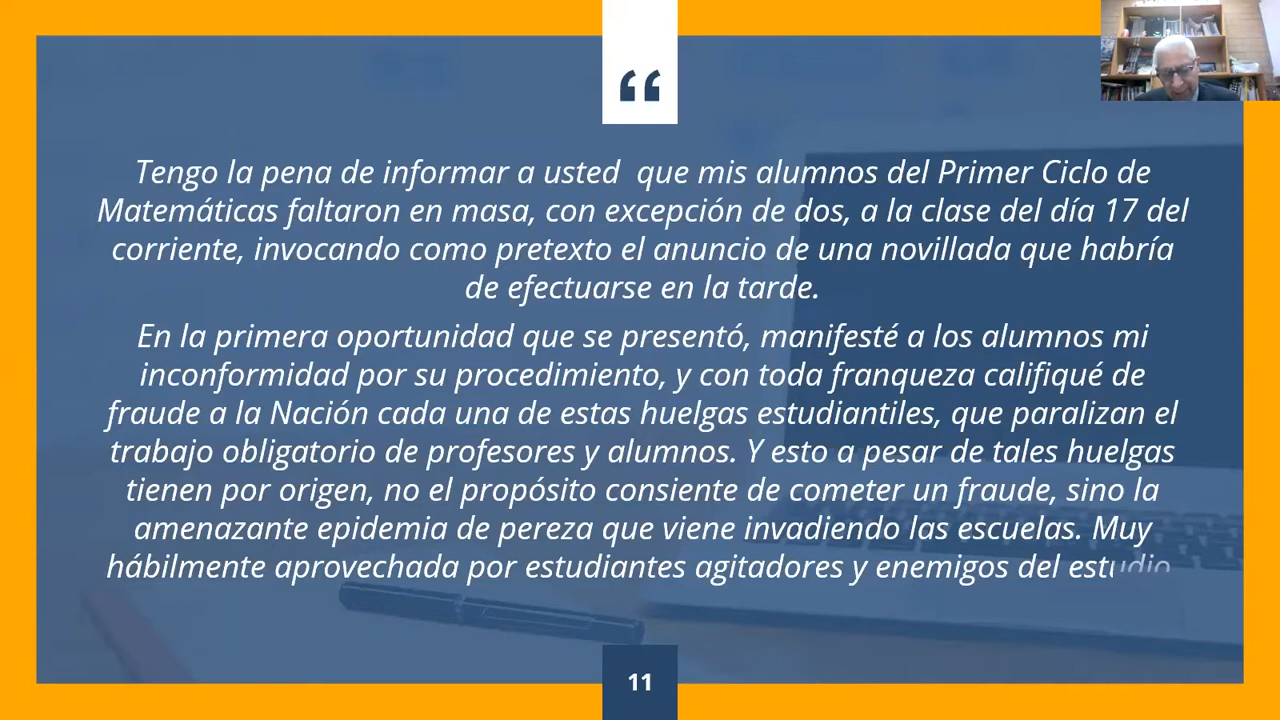 “
Tengo la pena de informar a usted  que mis alumnos del Primer Ciclo de
Matemáticas faltaron en masa, con excepción de dos, a la clase del día 17 del
corriente, invocando como pretexto el anuncio de una novillada que habría
de efectuarse en la tarde.
En la primera oportunidad que se presentó, manifesté a los alumnos mi
inconformidad por su procedimiento, y con toda franqueza califiqué de
fraude a la Nación cada una de estas huelgas estudiantiles, que paralizan el
trabajo obligatorio de profesores y alumnos. Y esto a pesar de tales huelgas
tienen por origen, no el propósito consiente de cometer un fraude, sino la
amenazante epidemia de pereza que viene invadiendo las escuelas. Muy
hábilmente aprovechada por estudiantes agitadores y enemigos del estudio
11